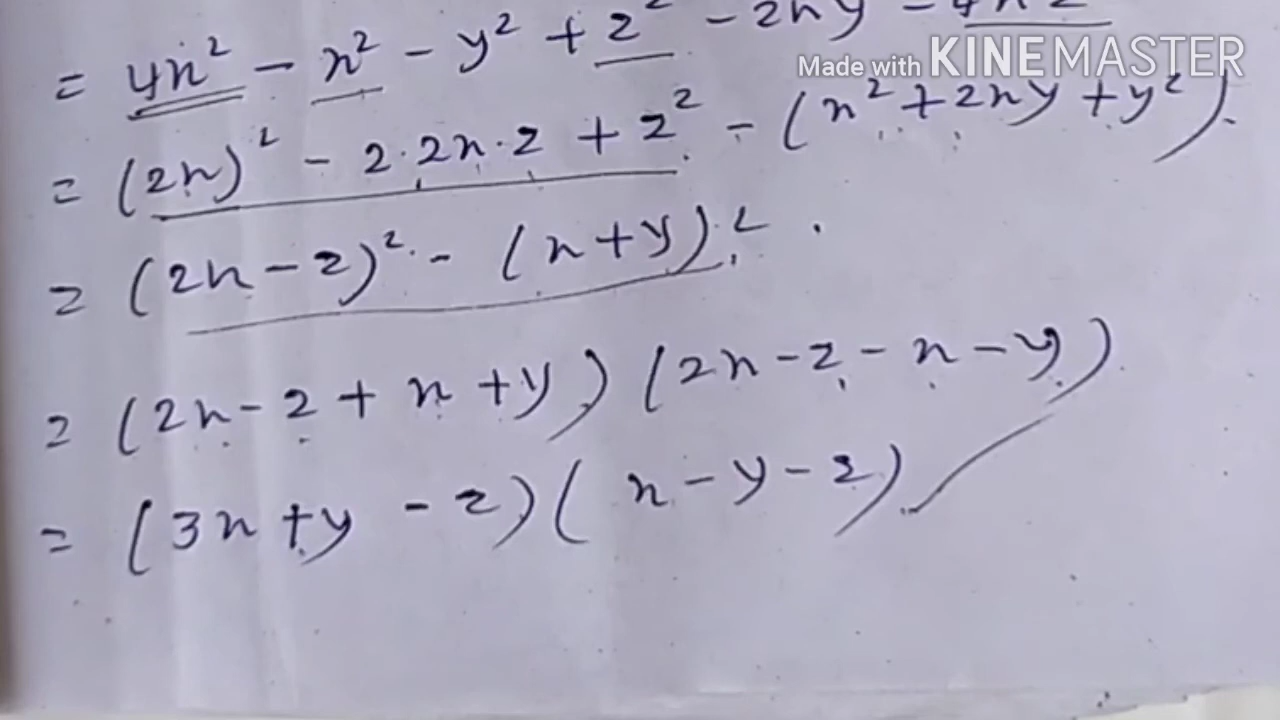 = 4x² - x² - y² + z² - 2xy - 4xz
Made with KINEMASTER
= (2x)² - 2·2x·z + z² - (x² + 2xy + y²).
= (2x - z)² - (x + y)².
= (2x - z + x + y) (2x - z - x - y)
= (3x + y - z) (x - y - z)